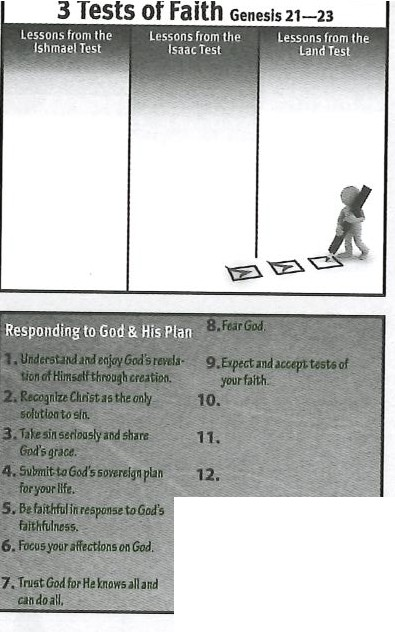 3 Tests of Faith Genesis 21—23
Lessons from the
Ishmael Test
Lessons from the
Isaac Test
Lessons from the
Land Test
Responding to God & His Plan
1. Understand and enjoy God's revela-
tion of Himself through creation.
2. Recognize Christ as the only
solution to sin.
3. Take sin seriously and share
God's grace.
4. Submit to God's sovereign plan
for your life.
5. Be faithful in response to God's
faithfulness.
6. Focus your affections on God.
7. Trust God for He knows all and
can do all.
8. Fear God.
9. Expect and accept tests of
your faith.
10.
11.
12.